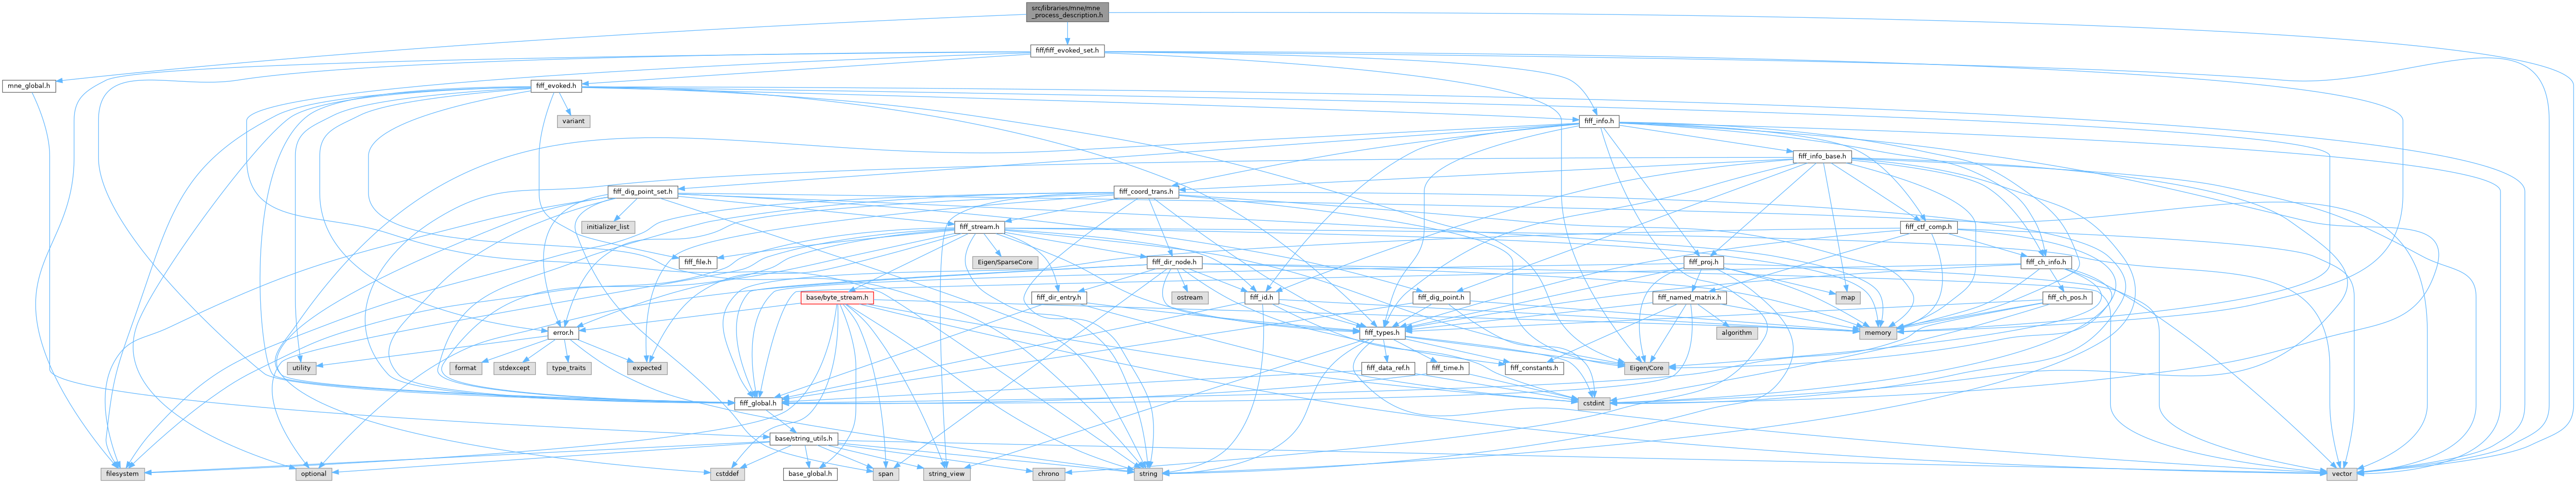 src/libraries/mne/mne
_process_description.h
fiff/fiff_evoked_set.h
mne_global.h
fiff_evoked.h
variant
fiff_info.h
fiff_info_base.h
fiff_dig_point_set.h
fiff_coord_trans.h
initializer_list
fiff_stream.h
fiff_ctf_comp.h
fiff_file.h
Eigen/SparseCore
fiff_dir_node.h
fiff_proj.h
fiff_ch_info.h
base/byte_stream.h
fiff_dir_entry.h
ostream
fiff_id.h
fiff_dig_point.h
fiff_named_matrix.h
map
fiff_ch_pos.h
error.h
fiff_types.h
algorithm
memory
utility
format
stdexcept
type_traits
expected
fiff_data_ref.h
fiff_time.h
fiff_constants.h
Eigen/Core
fiff_global.h
cstdint
base/string_utils.h
filesystem
optional
cstddef
base_global.h
span
string_view
chrono
string
vector